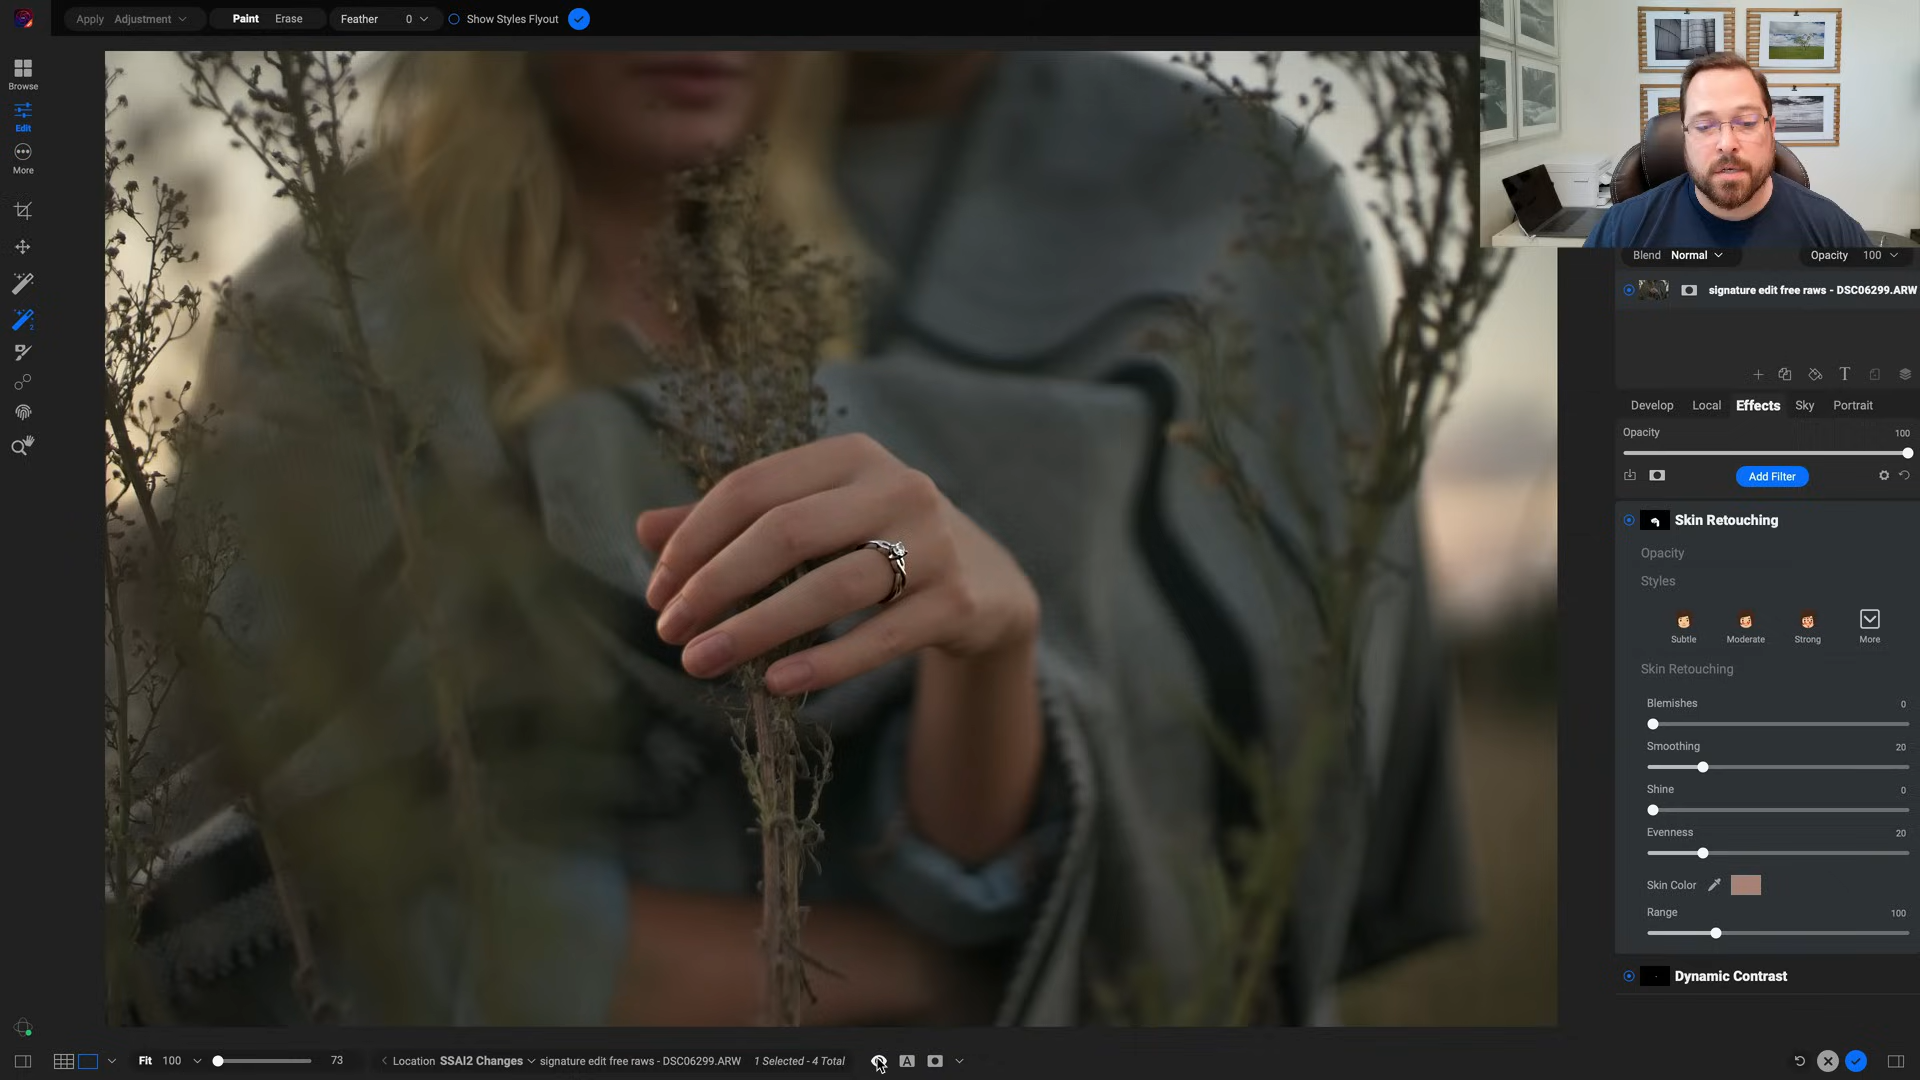 Apply Adjustment
Paint Erase
Feather 0
Show Styles Flyout
Browse
Edit
More
Blend Normal
Opacity 100
signature edit free raws - DSC06299.ARW
T
Develop Local Effects Sky Portrait
Opacity 100
Add Filter
Skin Retouching
Opacity
Styles
Subtle Moderate Strong More
Skin Retouching
Blemishes 0
Smoothing 20
Shine 0
Evenness 20
Skin Color
Range 100
Dynamic Contrast
Fit 100 73 Location SSAI2 Changes signature edit free raws - DSC06299.ARW 1 Selected - 4 Total A